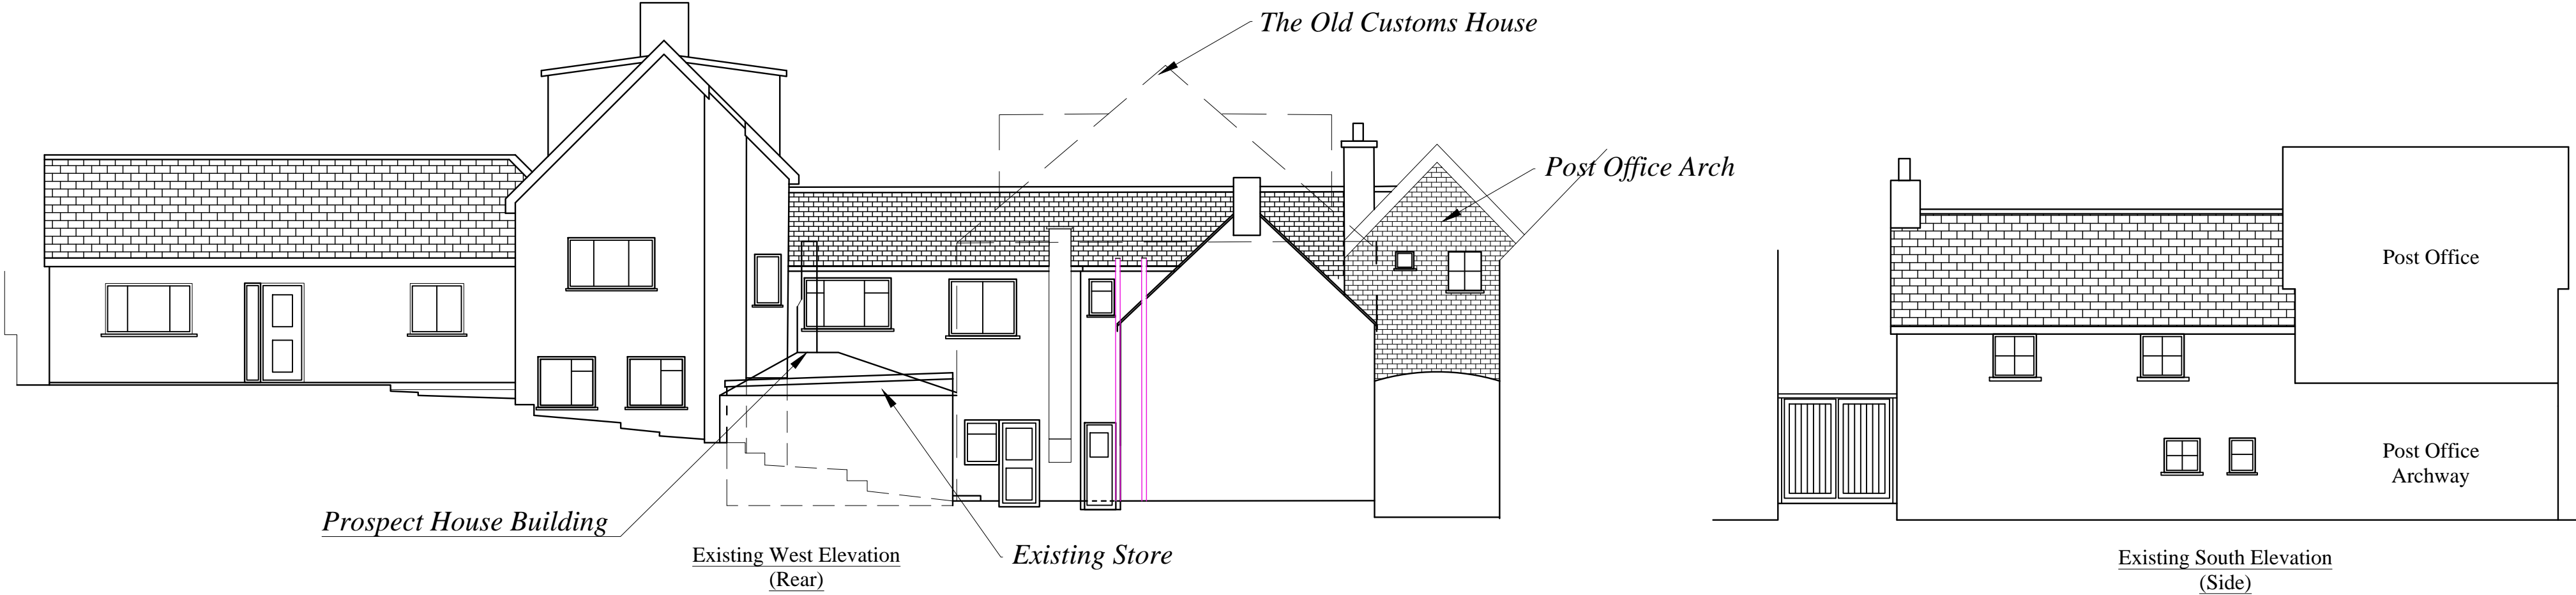 The Old Customs House
Post Office Arch
Post Office
Post Office
Archway
Prospect House Building
Existing Store
Existing West Elevation
(Rear)
Existing South Elevation
(Side)